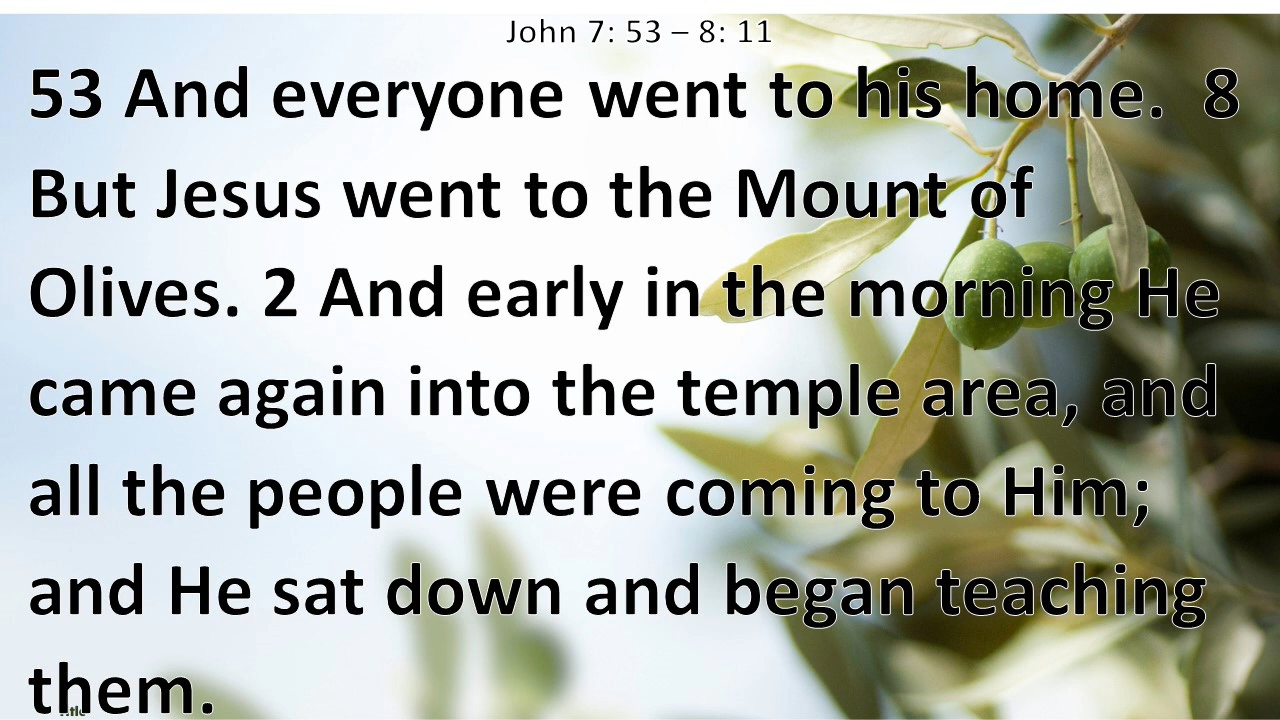 John 7: 53 – 8: 11
53 And everyone went to his home.  8
But Jesus went to the Mount of
Olives. 2 And early in the morning He
came again into the temple area, and
all the people were coming to Him;
and He sat down and began teaching
them.